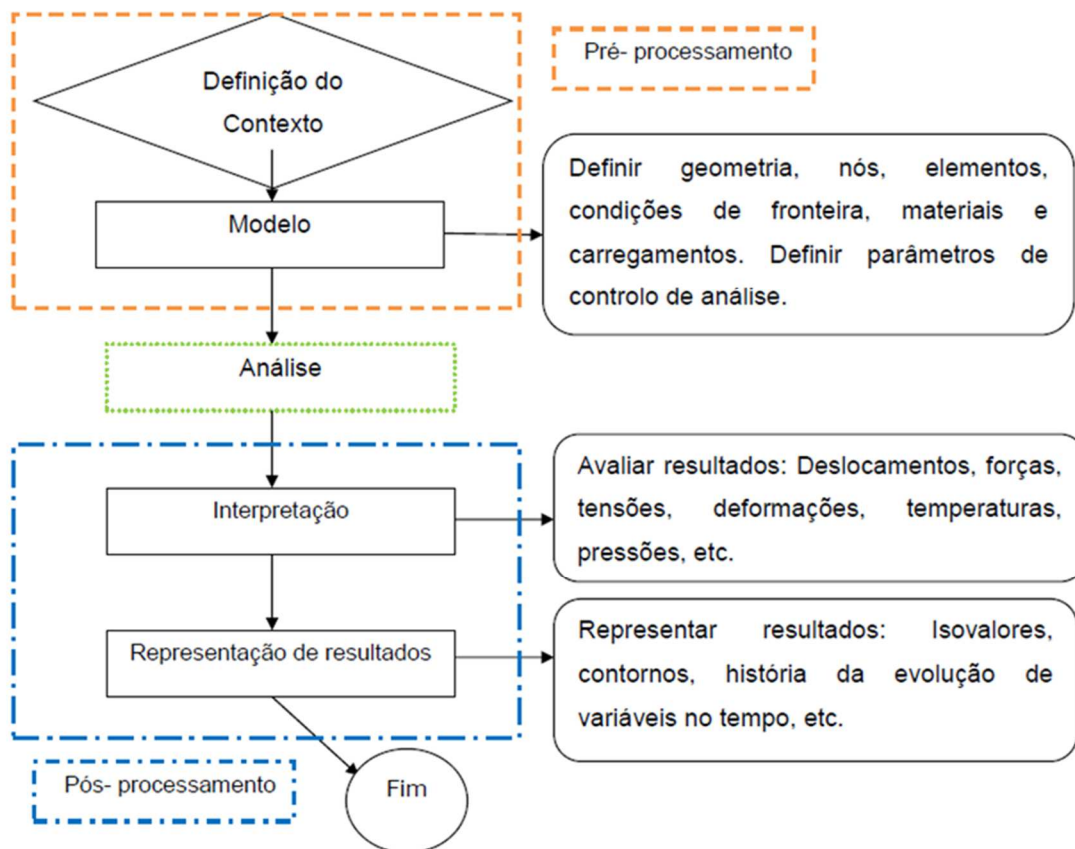 Pré- processamento
Definição do
Contexto
Modelo
Definir geometria, nós, elementos,
condições de fronteira, materiais e
carregamentos. Definir parâmetros de
controlo de análise.
Análise
Interpretação
Avaliar resultados: Deslocamentos, forças,
tensões, deformações, temperaturas,
pressões, etc.
Representação de resultados
Representar resultados: Isovalores,
contornos, história da evolução de
variáveis no tempo, etc.
Pós- processamento
Fim